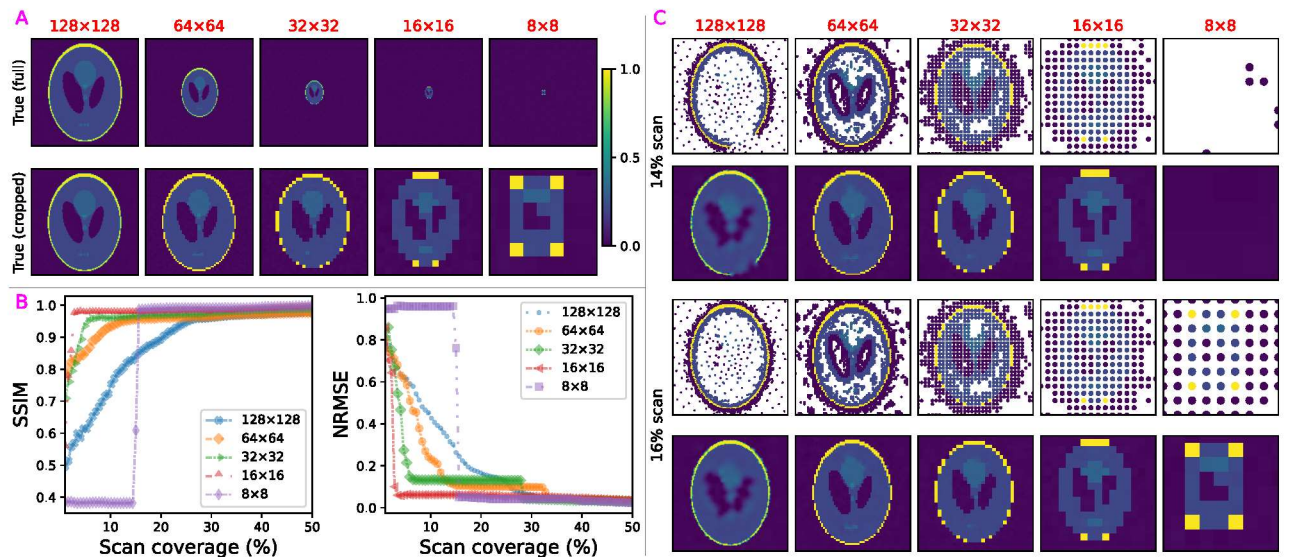 A
128×128 64×64 32×32 16×16 8×8
True (full)
True (cropped)
1.0
0.5
0.0
B
1.0
0.9
0.8
0.7
0.6
0.5
0.4
SSIM
10 20 30 40 50
Scan coverage (%)
128×128
64×64
32×32
16×16
8×8
1.0
0.8
0.6
0.4
0.2
0.0
NRMSE
10 20 30 40 50
Scan coverage (%)
128×128
64×64
32×32
16×16
8×8
C
128×128 64×64 32×32 16×16 8×8
14% scan
16% scan